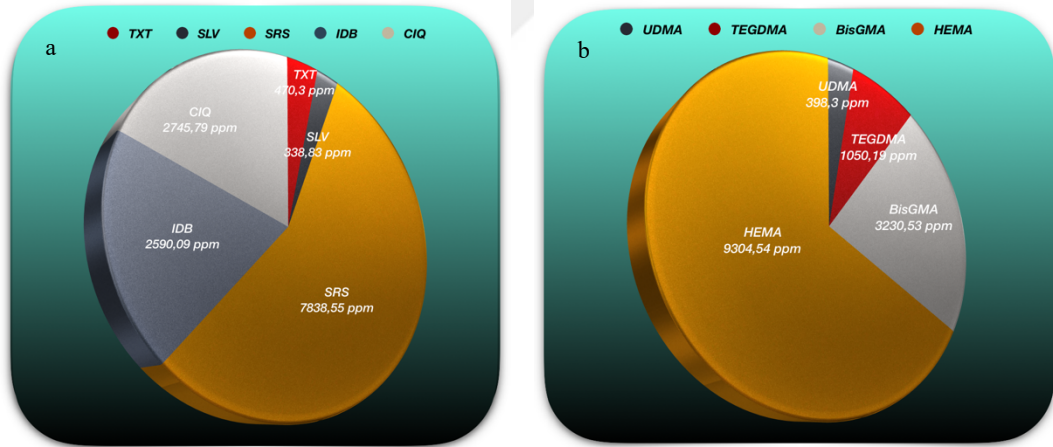 a
TXT SLV SRS IDB CIQ
TXT
470,3 ppm
SLV
338,83 ppm
CIQ
2745,79 ppm
IDB
2590,09 ppm
SRS
7838,55 ppm
b
UDMA TEGDMA BisGMA HEMA
UDMA
398,3 ppm
TEGDMA
1050,19 ppm
BisGMA
3230,53 ppm
HEMA
9304,54 ppm